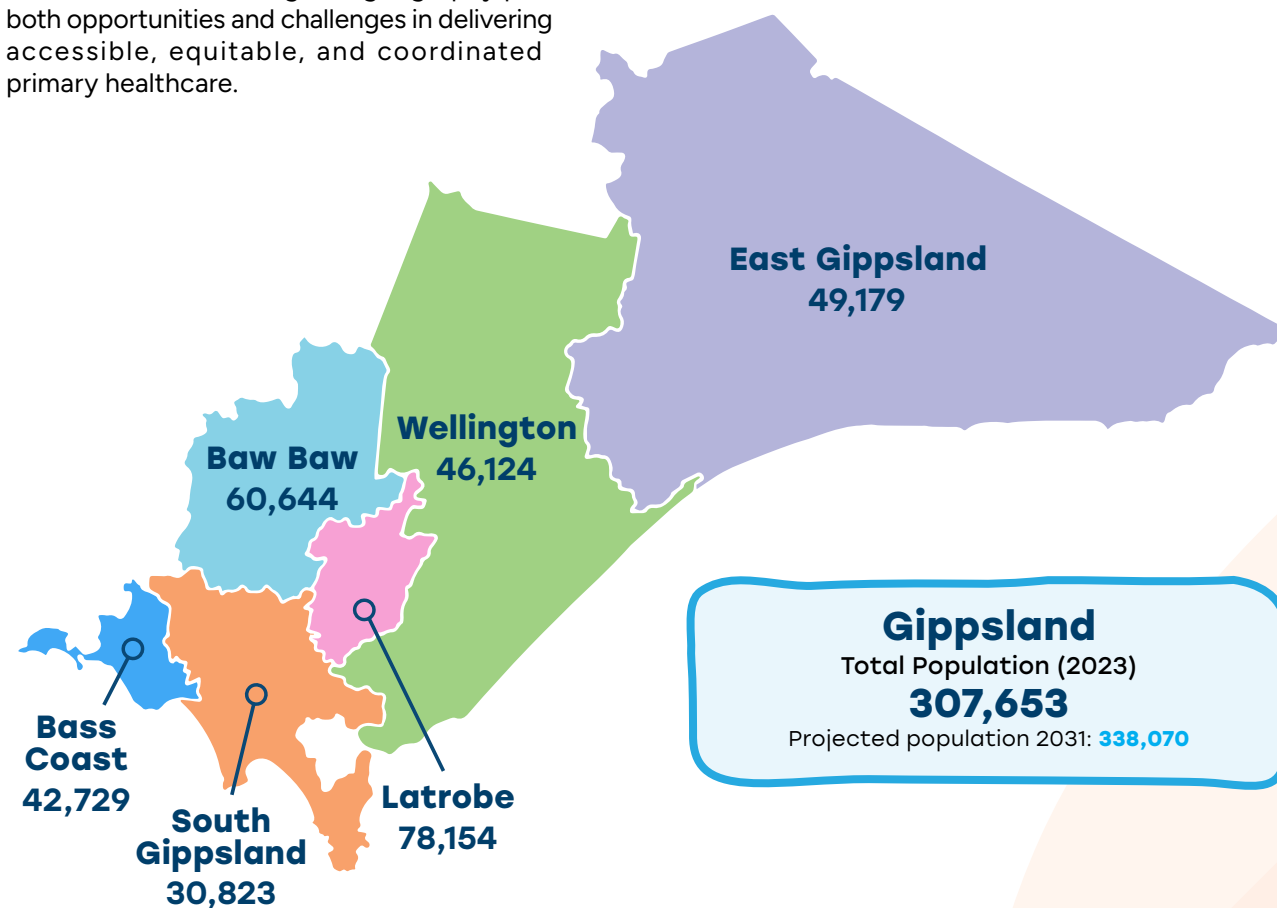 both opportunities and challenges in delivering
accessible, equitable, and coordinated
primary healthcare.
East Gippsland
49,179
Wellington
46,124
Baw Baw
60,644
Bass
Coast
42,729
South
Gippsland
30,823
Latrobe
78,154
Gippsland
Total Population (2023)
307,653
Projected population 2031: 338,070